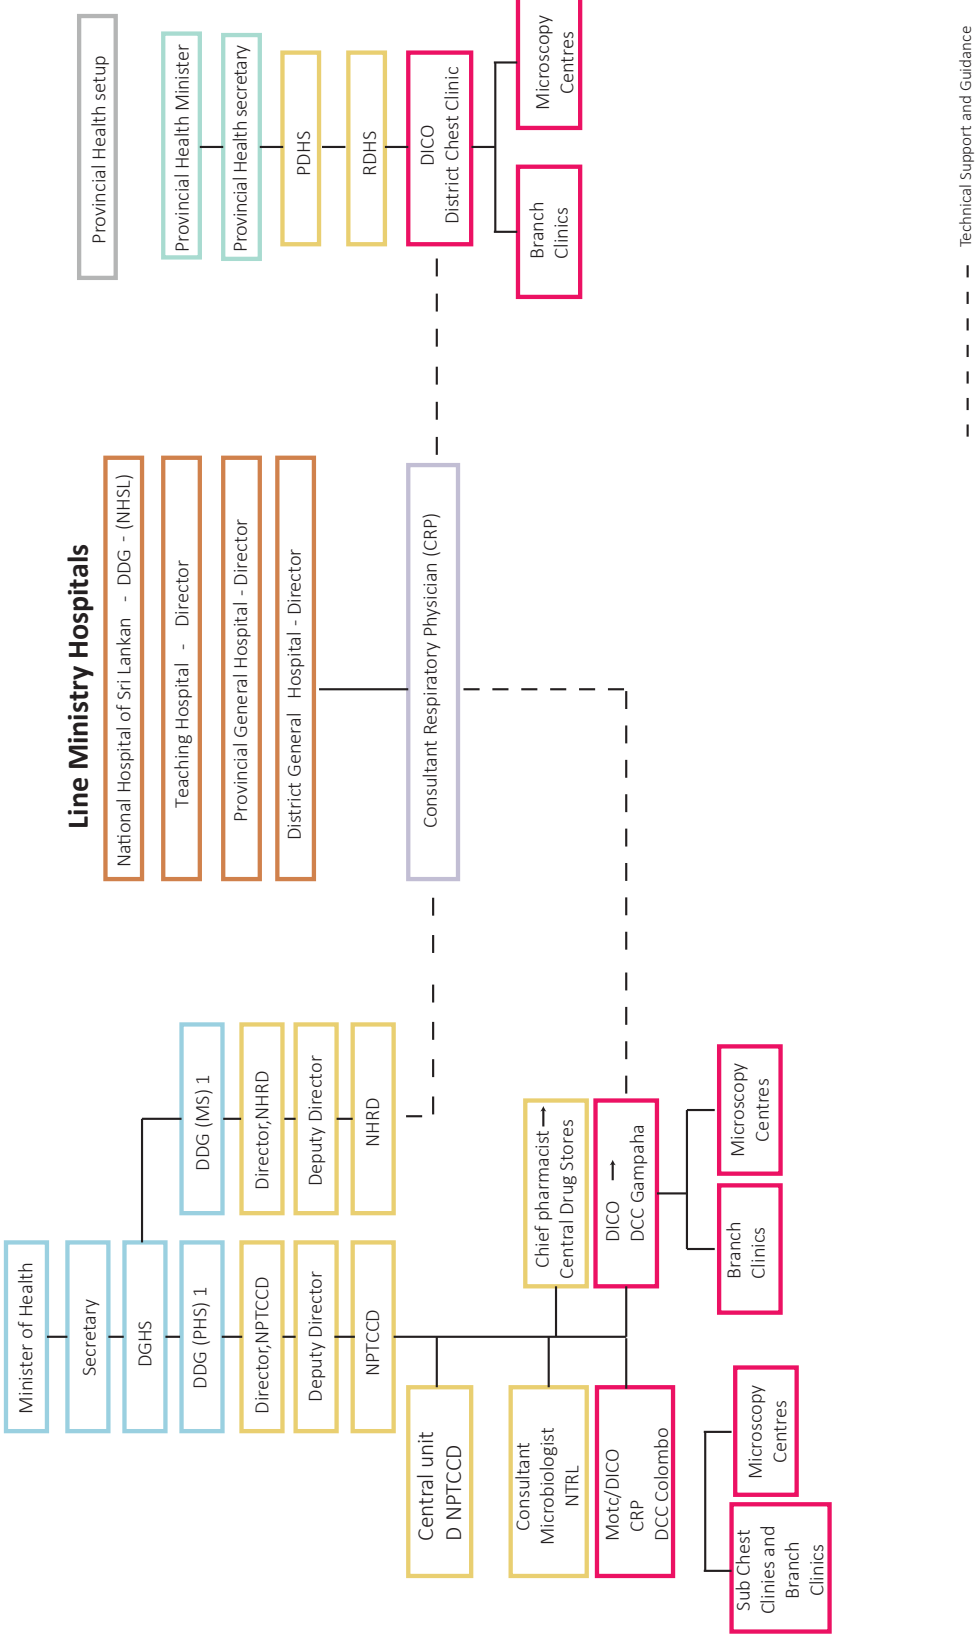 Minister of Health
Secretary
DGHS
DDG (PHS) 1
Director,NPTCCD
Deputy Director
NPTCCD
DDG (MS) 1
Director,NHRD
Deputy Director
NHRD
Central unit
D NPTCCD
Consultant
Microbiologist
NTRL
Motc/DICO
CRP
DCC Colombo
Sub Chest
Clinies and
Branch
Clinics
Microscopy
Centres
Chief pharmacist
Central Drug Stores
DICO
DCC Gampaha
Branch
Clinics
Microscopy
Centres
Line Ministry Hospitals
National Hospital of Sri Lankan - DDG - (NHSL)
Teaching Hospital - Director
Provincial General Hospital - Director
District General Hospital - Director
Consultant Respiratory Physician (CRP)
Provincial Health setup
Provincial Health Minister
Provincial Health secretary
PDHS
RDHS
DICO
District Chest Clinic
Branch
Clinics
Microscopy
Centres
Technical Support and Guidance